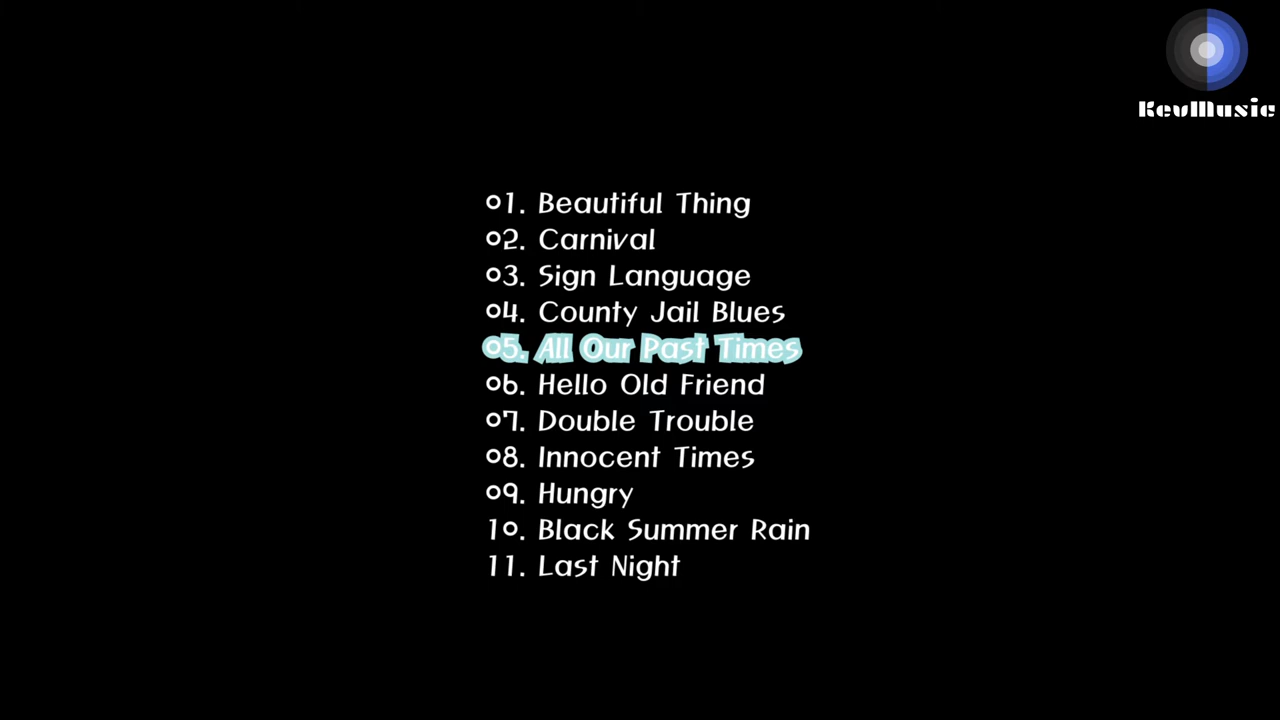 KevMusic
01. Beautiful Thing
02. Carnival
03. Sign Language
04. County Jail Blues
05. All Our Past Times
06. Hello Old Friend
07. Double Trouble
08. Innocent Times
09. Hungry
10. Black Summer Rain
11. Last Night